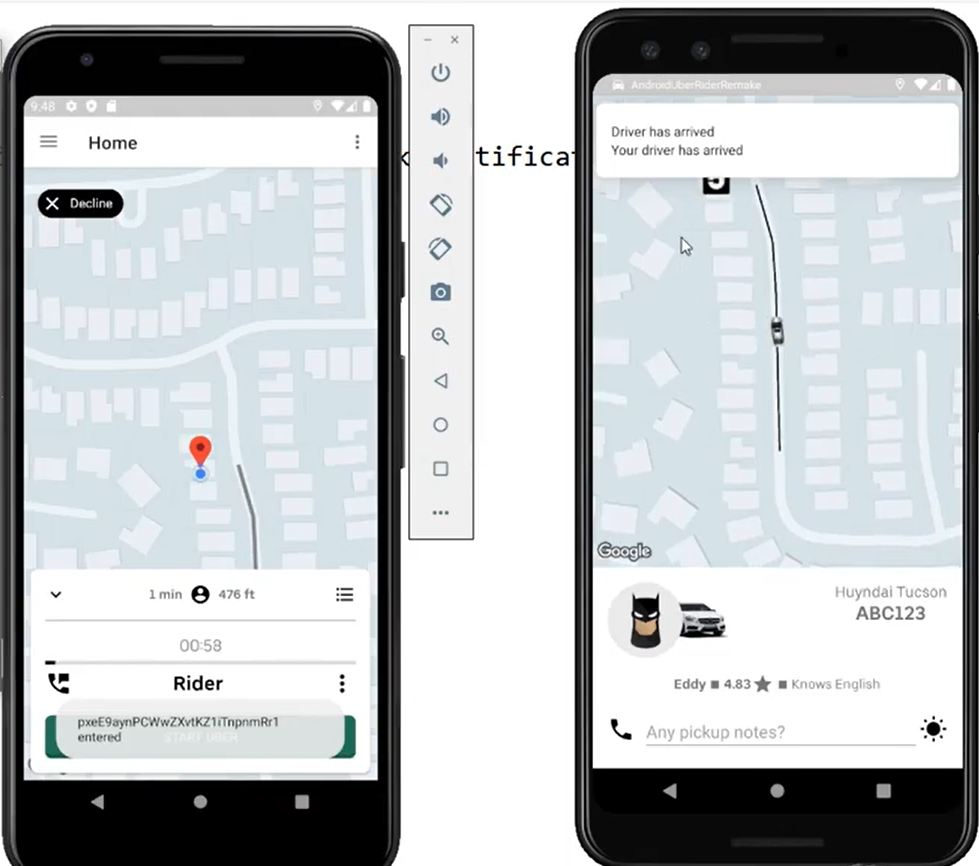 9:48
Home
Decline
1 min 476 ft
00:58
Rider
pxeE9aynPCWwZXvtKZ1iTnpnmRr1
entered
START UBER
tificat
AndroidUberRiderRemake
Driver has arrived
Your driver has arrived
Google
Huyndai Tucson
ABC123
Eddy ■ 4.83 ★ ■ Knows English
Any pickup notes?